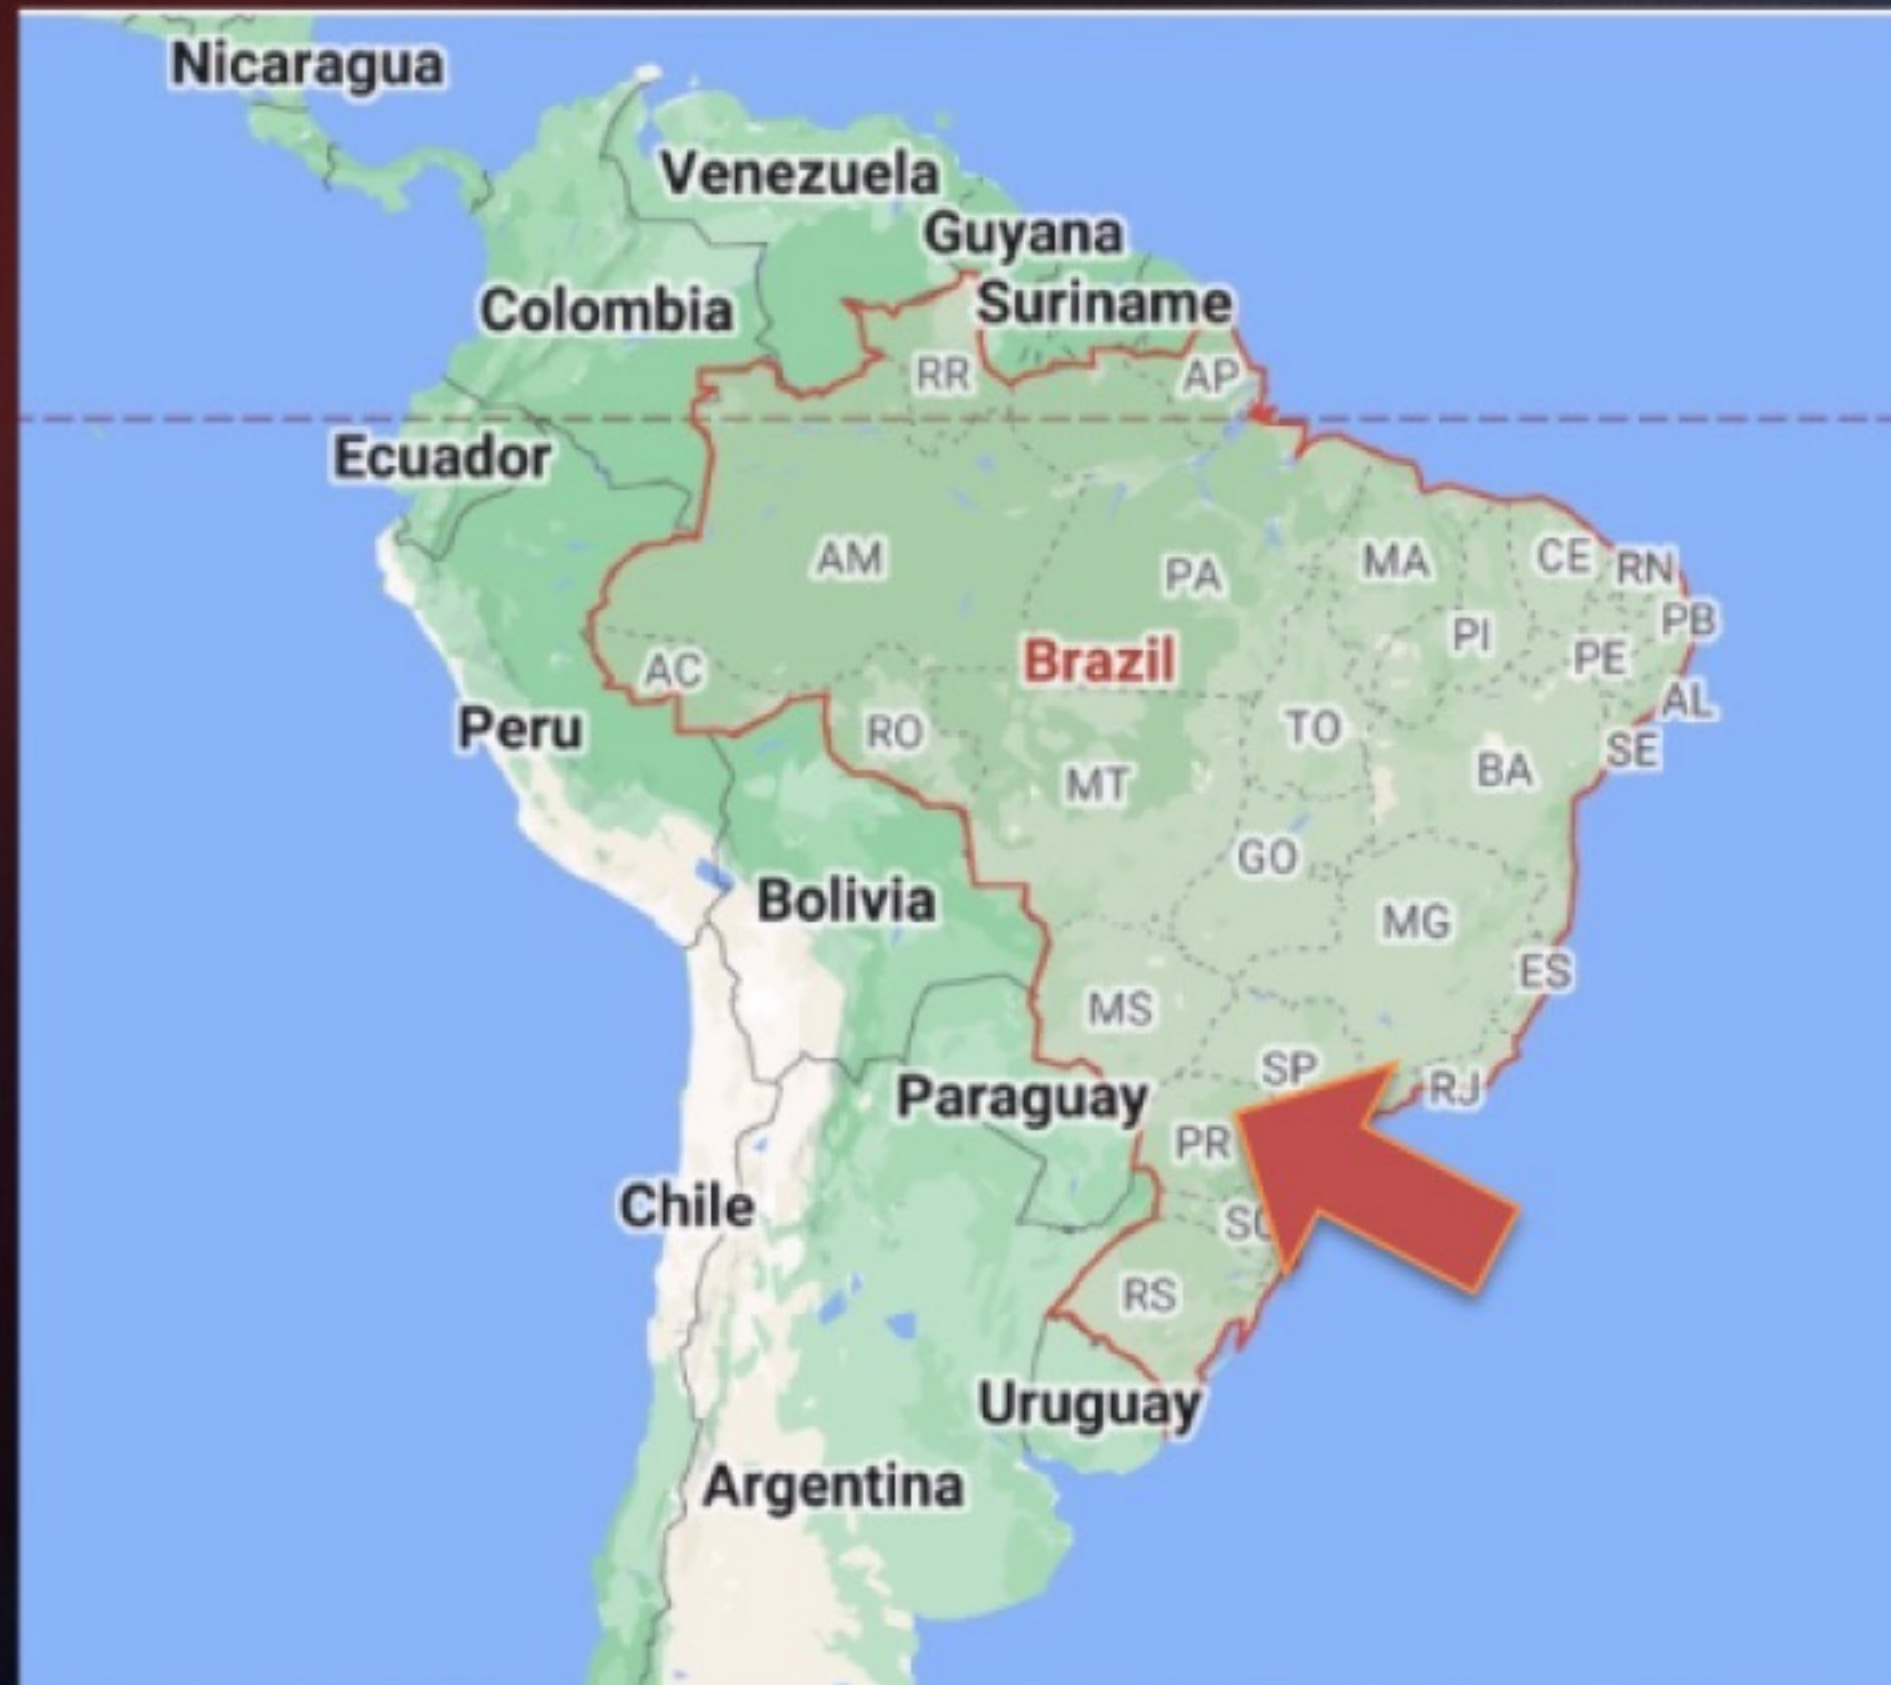 Nicaragua
Venezuela
Guyana
Colombia
Suriname
RR
AP
Ecuador
AM
PA
MA
CE
RN
PI
PB
PE
Brazil
AC
AL
Peru
RO
TO
SE
MT
BA
GO
Bolivia
MG
ES
MS
SP
RJ
Paraguay
PR
Chile
RS
Uruguay
Argentina